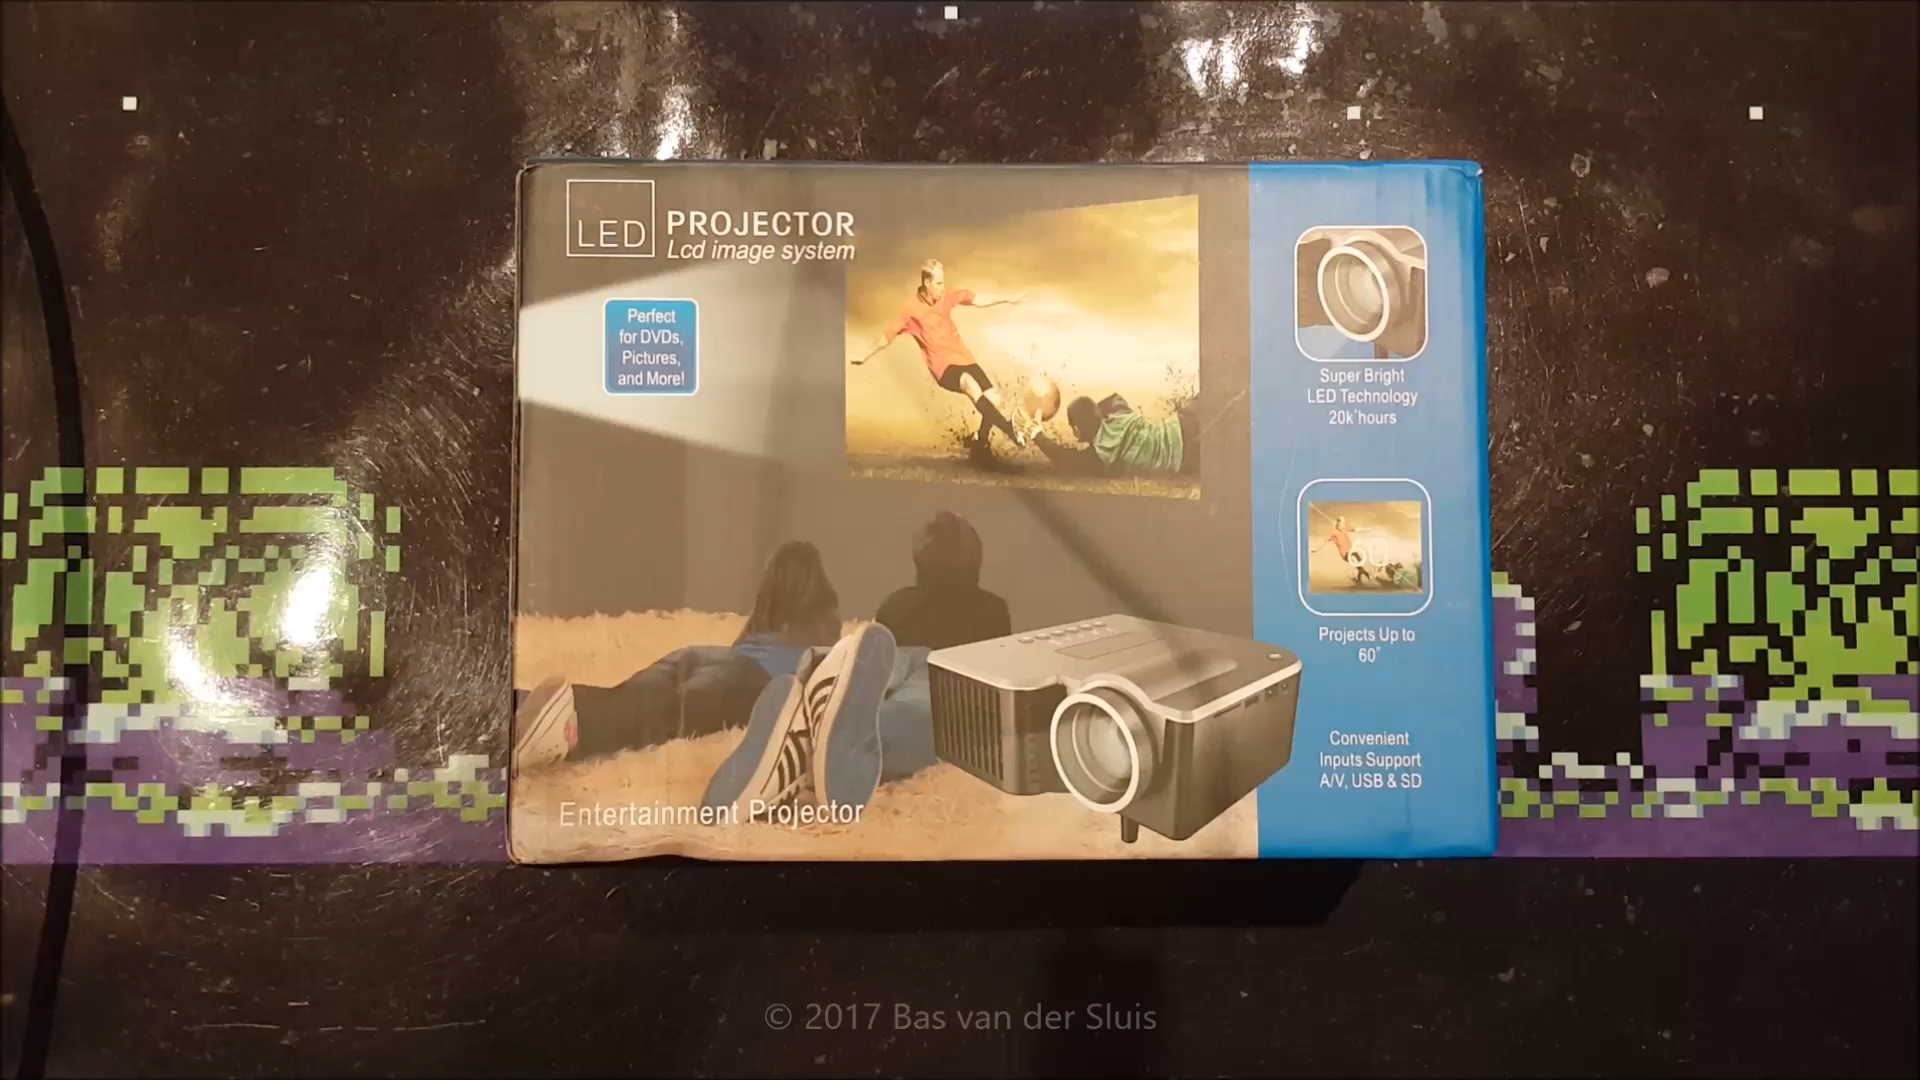 LED
PROJECTOR
Lcd image system
Perfect
for DVDs,
Pictures,
and More!
Super Bright
LED Technology
20k+hours
60
Projects Up to
60"
Convenient
Inputs Support
A/V, USB & SD
Entertainment Projector
© 2017 Bas van der Sluis